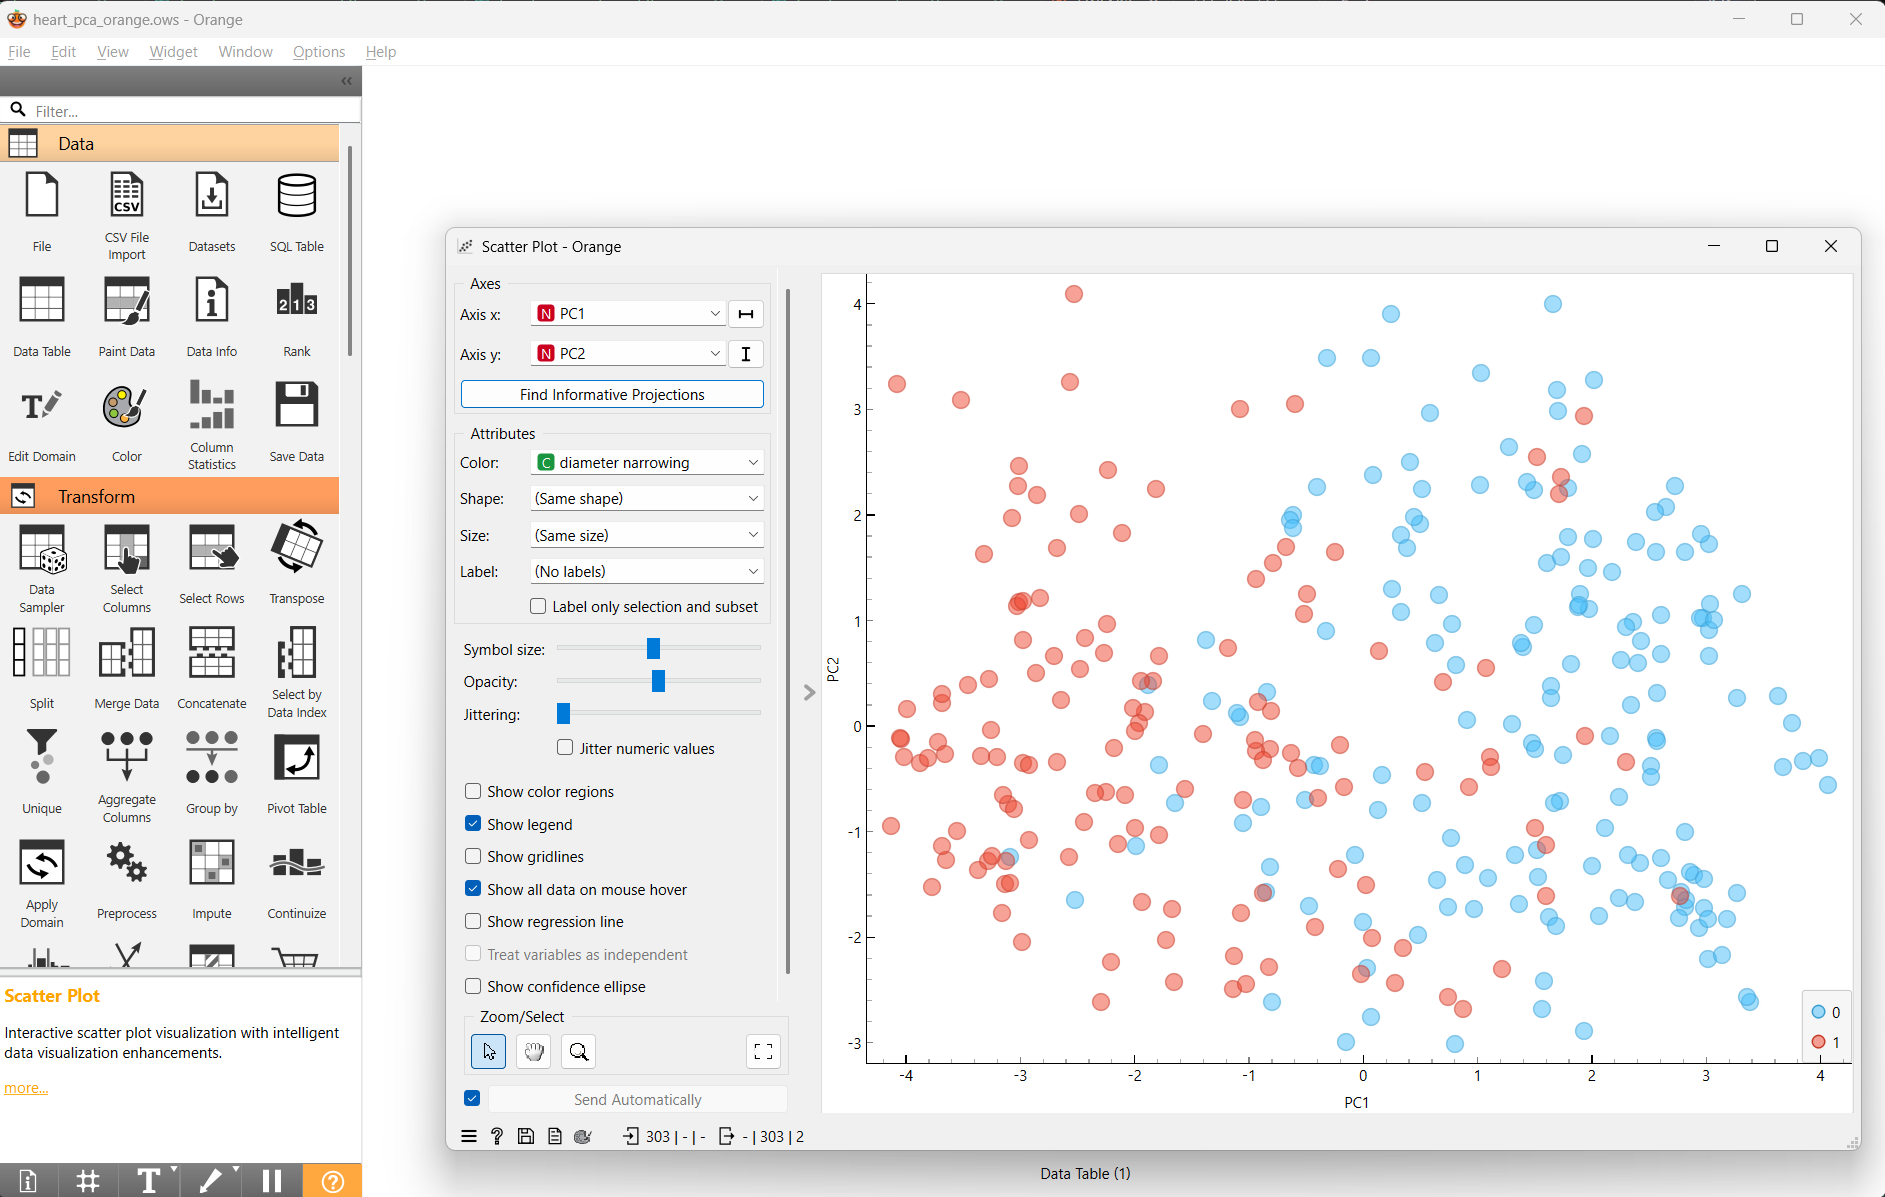 heart_pca_orange.ows - Orange
File Edit View Widget Window Options Help
Filter...
Data
File
CSV File Import
Datasets
SQL Table
Data Table
Paint Data
Data Info
Rank
Edit Domain
Color
Column Statistics
Save Data
Transform
Data Sampler
Select Columns
Select Rows
Transpose
Split
Merge Data
Concatenate
Select by Data Index
Unique
Aggregate Columns
Group by
Pivot Table
Apply Domain
Preprocess
Impute
Continuize
Scatter Plot
Interactive scatter plot visualization with intelligent
data visualization enhancements.
more...
Scatter Plot - Orange
Axes
Axis x: N PC1
Axis y: N PC2
Find Informative Projections
Attributes
Color: C diameter narrowing
Shape: (Same shape)
Size: (Same size)
Label: (No labels)
Label only selection and subset
Symbol size:
Opacity:
Jittering:
Jitter numeric values
Show color regions
Show legend
Show gridlines
Show all data on mouse hover
Show regression line
Treat variables as independent
Show confidence ellipse
Zoom/Select
Send Automatically
303 | - | - - | 303 | 2
PC2
4
3
2
1
0
-1
-2
-3
-4 -3 -2 -1 0 1 2 3 4
PC1
0
1
Data Table (1)